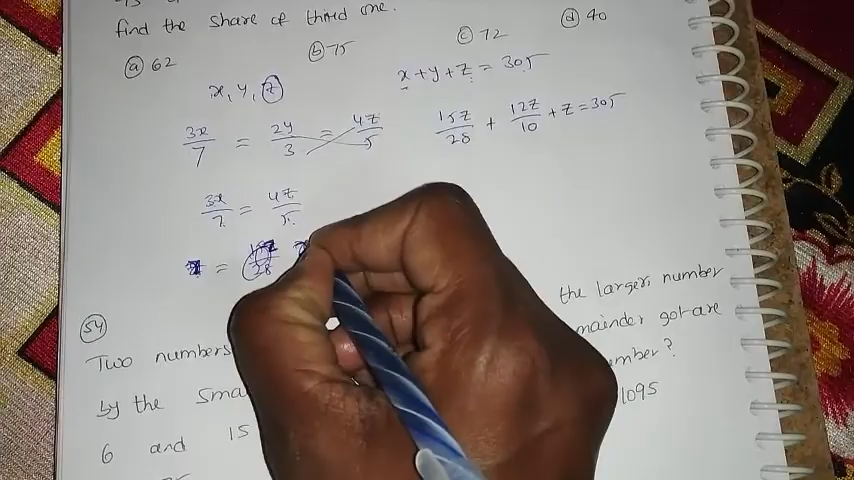 find the share of third one.
(a) 62 (b) 75 (c) 72 (d) 40
x, y, z
x+y+z = 305
3x/7 = 2y/3 = 4z/5
15z/28 + 12z/10 + z = 305
3x/7 = 4z/5
= 28
(54)
Two numbers the larger number
by the sma mainder got are
6 and 15 mber?
1095